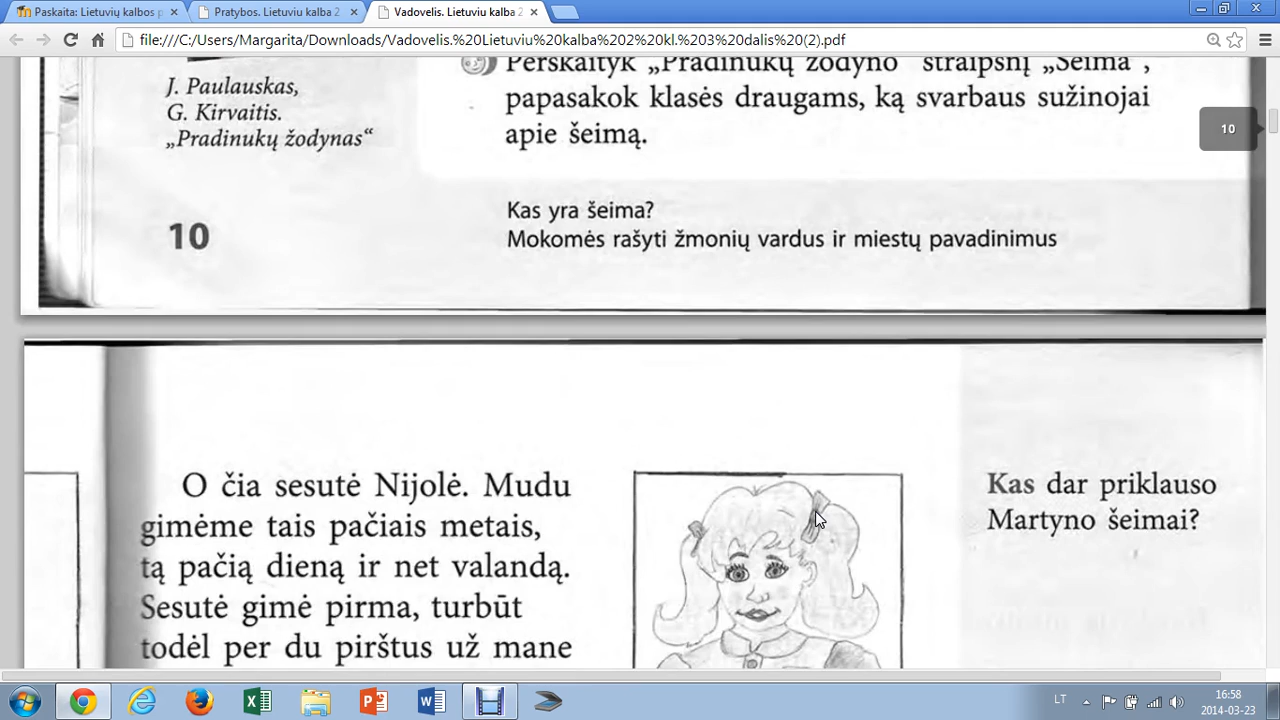 Paskaita: Lietuvių kalbos p
Pratybos. Lietuviu kalba 2
Vadovelis. Lietuviu kalba 2
file:///C:/Users/Margarita/Downloads/Vadovelis.%20Lietuviu%20kalba%202%20kl.%203%20dalis%20(2).pdf
J. Paulauskas,
G. Kirvaitis.
„Pradinukų žodynas“
Perskaityk „Pradinukų žodyno“ straipsnį „Šeima“,
papasakok klasės draugams, ką svarbaus sužinojai
apie šeimą.
10
10
Kas yra šeima?
Mokomės rašyti žmonių vardus ir miestų pavadinimus
O čia sesutė Nijolė. Mudu
gimėme tais pačiais metais,
tą pačią dieną ir net valandą.
Sesutė gimė pirma, turbūt
todėl per du pirštus už mane
Kas dar priklauso
Martyno šeimai?
LT
16:58
2014-03-23